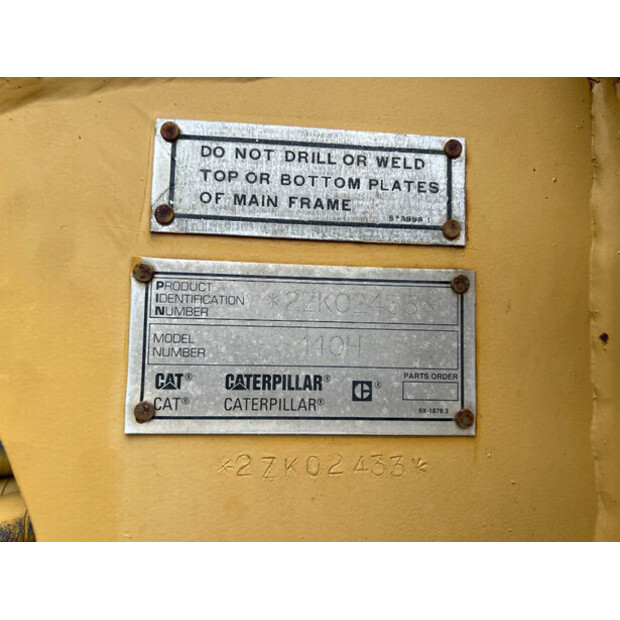 DO NOT DRILL OR WELD
TOP OR BOTTOM PLATES
OF MAIN FRAME
PRODUCT
IDENTIFICATION *2ZK02433*
NUMBER
MODEL
NUMBER 140H
PARTS ORDER
CAT® CATERPILLAR® C®
CAT® CATERPILLAR®
*2ZK02433*